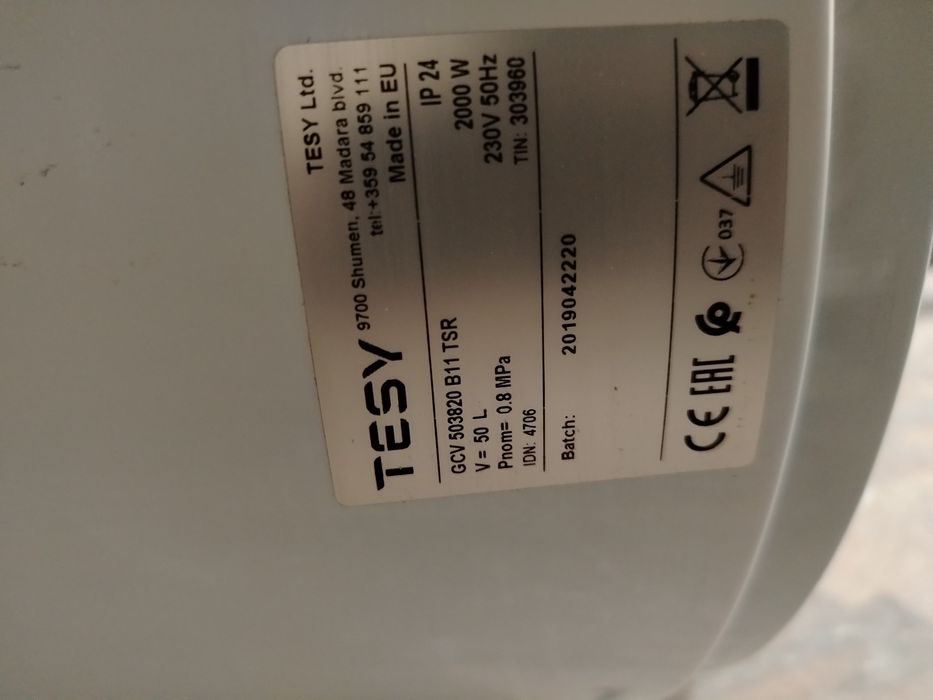 TESY
TESY Ltd.
9700 Shumen, 48 Madara blvd.
tel:+359 54 859 111
Made in EU
GCV 503820 B11 TSR
IP 24
V = 50 L
2000 W
Pnom= 0.8 MPa
230V 50Hz
IDN: 4706
TIN: 303960
Batch: 2019042220
CE EAC 037